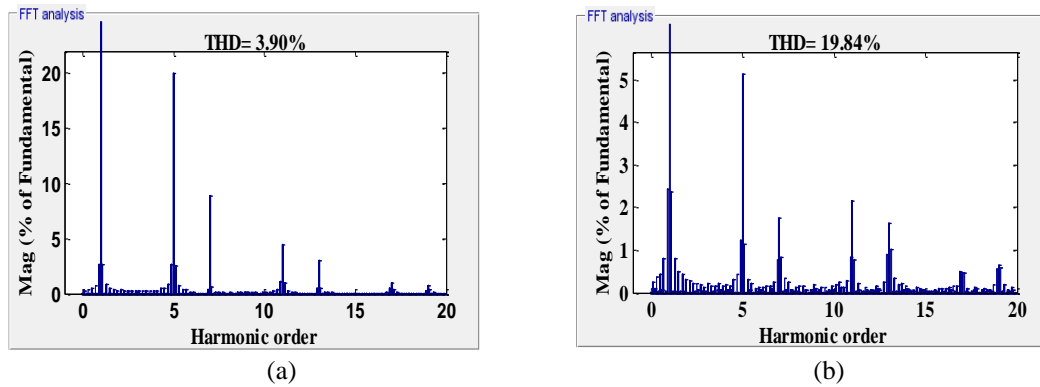 FFT analysis
THD= 3.90%
Mag (% of Fundamental)
20
15
10
5
0
0 5 10 15 20
Harmonic order
(a)
FFT analysis
THD= 19.84%
Mag (% of Fundamental)
5
4
3
2
1
0
0 5 10 15 20
Harmonic order
(b)